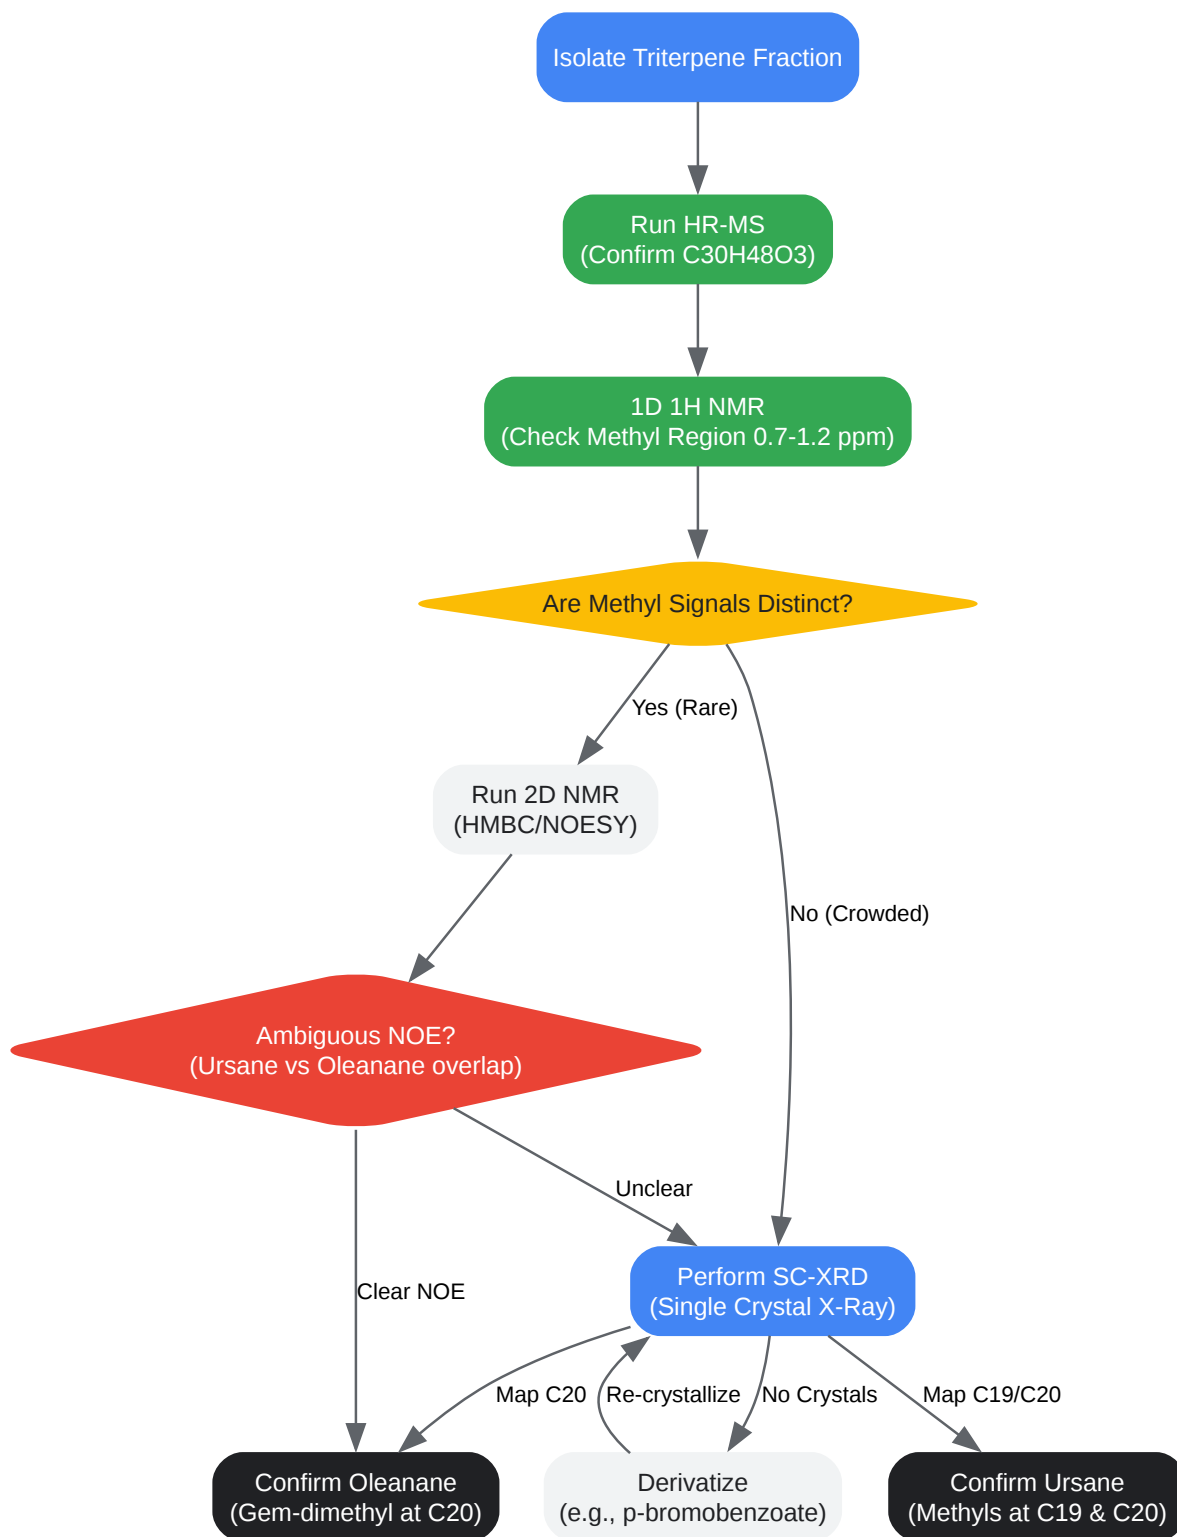 Isolate Triterpene Fraction
Run HR-MS
(Confirm C30H48O3)
1D 1H NMR
(Check Methyl Region 0.7-1.2 ppm)
Are Methyl Signals Distinct?
Yes (Rare)
Run 2D NMR
(HMBC/NOESY)
No (Crowded)
Ambiguous NOE?
(Ursane vs Oleanane overlap)
Unclear
Perform SC-XRD
(Single Crystal X-Ray)
Clear NOE
Map C20
Re-crystallize
No Crystals
Map C19/C20
Confirm Oleanane
(Gem-dimethyl at C20)
Derivatize
(e.g., p-bromobenzoate)
Confirm Ursane
(Methyls at C19 & C20)